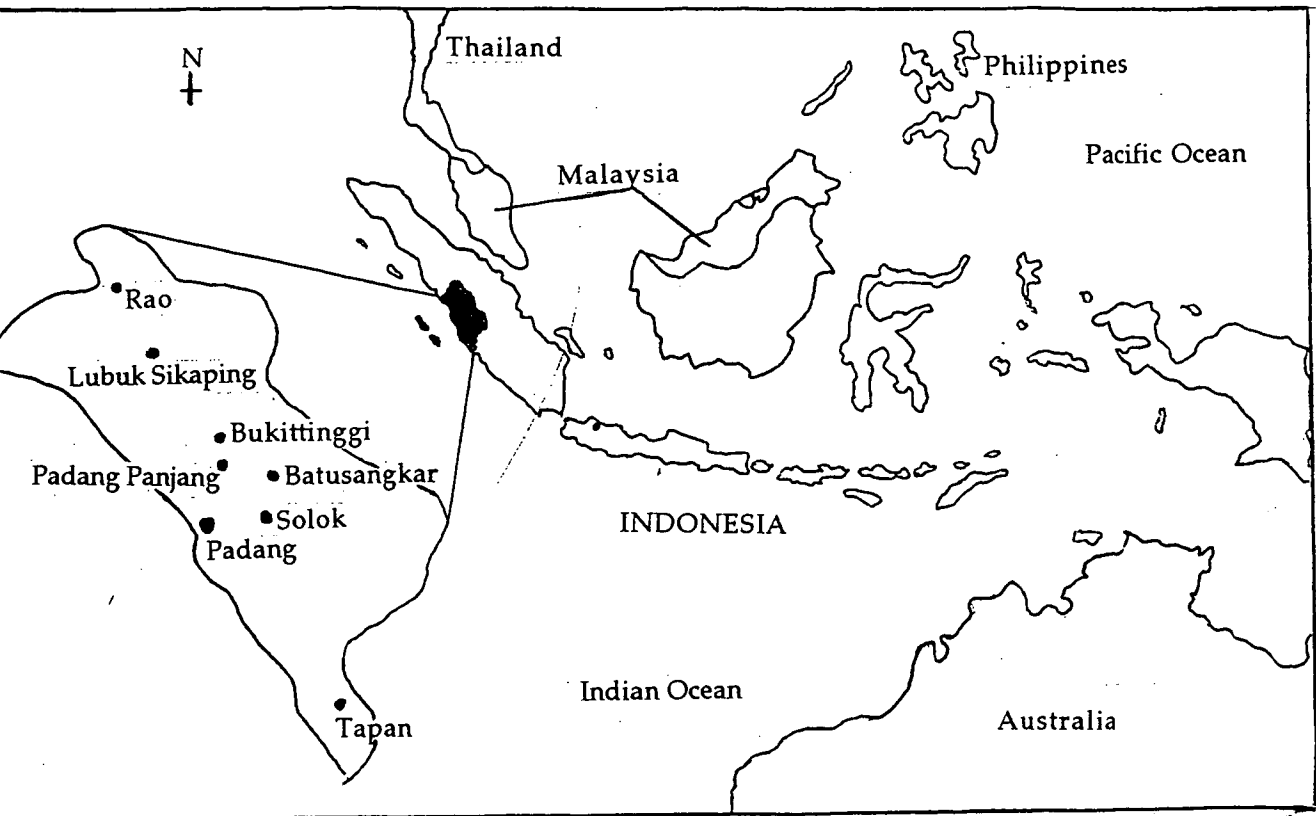 N
Thailand
Philippines
Pacific Ocean
Malaysia
Rao
Lubuk Sikaping
Bukittinggi
Padang Panjang
Batusangkar
Solok
Padang
INDONESIA
Indian Ocean
Tapan
Australia